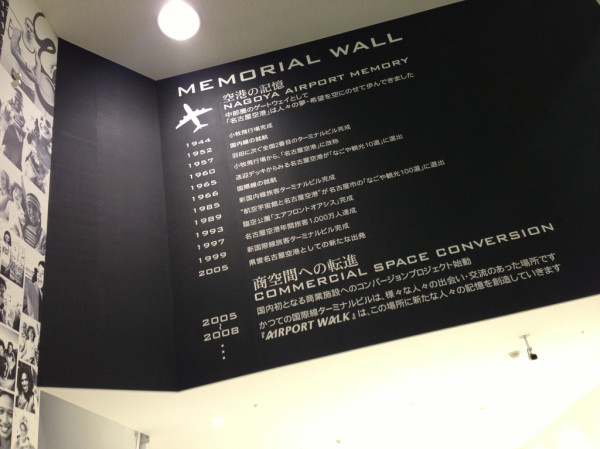 MEMORIAL WALL
空港の記憶
NAGOYA AIRPORT MEMORY
中部圏のゲートウェイとして
「名古屋空港」は人々の夢・希望を空にのせて歩んできました
1944 小牧飛行場完成
1952 国内線の就航
1957 羽田に次ぐ全国2番目のターミナルビル完成
1960 小牧飛行場から、「名古屋空港」に改称
1965 送迎デッキからみる名古屋空港が「なごや観光10選」に選出
1966 国際線の就航
1985 新国内線旅客ターミナルビル完成
1989 "航空宇宙館と名古屋空港"が名古屋市の「なごや観光100選」に選出
1993 臨空公園「エアフロントオアシス」完成
1997 名古屋空港年間旅客1,000万人達成
1999 新国際線旅客ターミナルビル完成
2005 県営名古屋空港としての新たな出発
商空間への転進
COMMERCIAL SPACE CONVERSION
2005 国内初となる商業施設へのコンバージョンプロジェクト始動
~
2008 かつての国際線ターミナルビルは、様々な人々の出会い・交流のあった場所です
『AIRPORT WALK』は、この場所に新たな人々の記憶を創造していきます